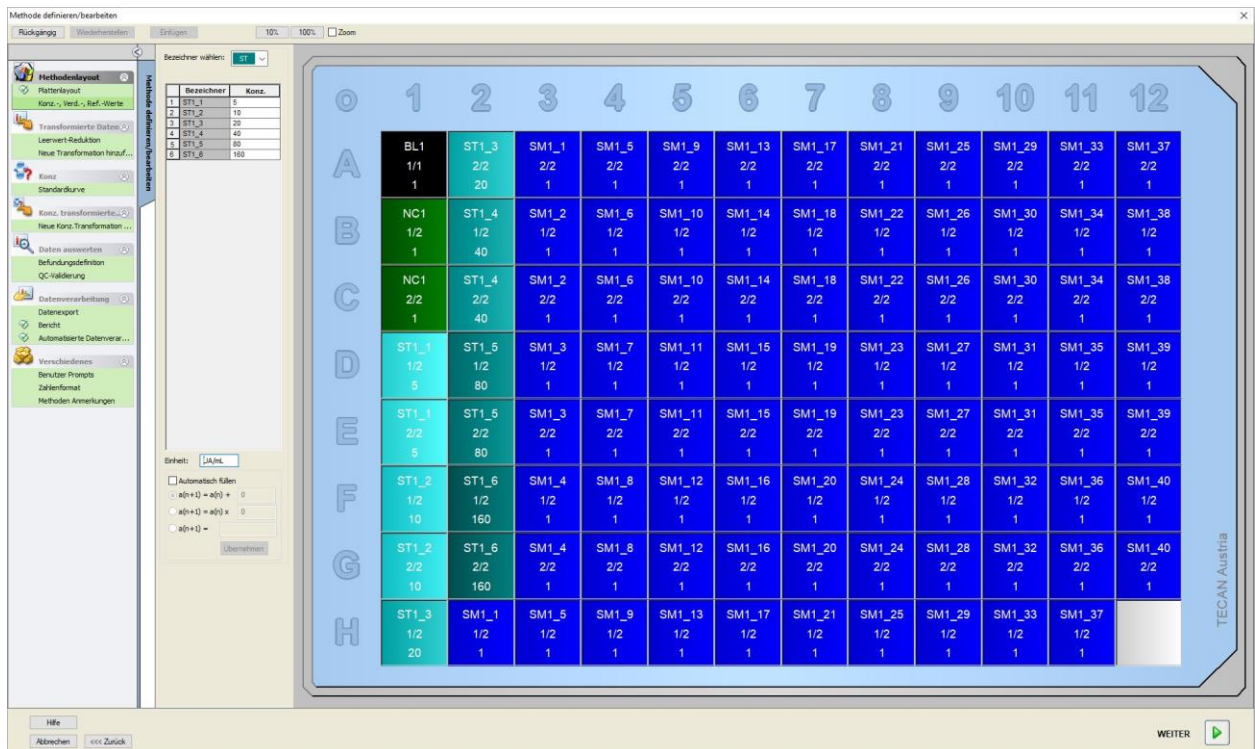 Methode definieren/bearbeiten
Rückgängig Wiederherstellen Einfügen 10% 100% Zoom
Methodenlayout
Plattenlayout
Konz.-, Verd.-, Ref.-Werte
Transformierte Daten
Leerwert-Reduktion
Neue Transformation hinzuf...
Konz
Standardkurve
Konz. transformierte...
Neue Konz.Transformation ...
Daten auswerten
Befundungsdefinition
QC-Validierung
Datenverarbeitung
Datenexport
Bericht
Automatisierte Datenverar...
Verschiedenes
Benutzer Prompts
Zahlenformat
Methoden Anmerkungen
Methode definieren/bearbeiten
Bezeichner wählen: ST
Bezeichner Konz.
1 ST1_1 5
2 ST1_2 10
3 ST1_3 20
4 ST1_4 40
5 ST1_5 80
6 ST1_6 160
Einheit:
Automatisch füllen
a(n+1) = a(n) + 0
a(n+1) = a(n) x 0
a(n+1) =
Übernehmen
1 2 3 4 5 6 7 8 9 10 11 12
A
BL1 ST1_3 SM1_1 SM1_5 SM1_9 SM1_13 SM1_17 SM1_21 SM1_25 SM1_29 SM1_33 SM1_37
1/1 2/2 2/2 2/2 2/2 2/2 2/2 2/2 2/2 2/2 2/2 2/2
1 20 1 1 1 1 1 1 1 1 1 1
B
NC1 ST1_4 SM1_2 SM1_6 SM1_10 SM1_14 SM1_18 SM1_22 SM1_26 SM1_30 SM1_34 SM1_38
1/2 1/2 1/2 1/2 1/2 1/2 1/2 1/2 1/2 1/2 1/2 1/2
1 40 1 1 1 1 1 1 1 1 1 1
C
NC1 ST1_4 SM1_2 SM1_6 SM1_10 SM1_14 SM1_18 SM1_22 SM1_26 SM1_30 SM1_34 SM1_38
2/2 2/2 2/2 2/2 2/2 2/2 2/2 2/2 2/2 2/2 2/2 2/2
1 40 1 1 1 1 1 1 1 1 1 1
D
ST1_1 ST1_5 SM1_3 SM1_7 SM1_11 SM1_15 SM1_19 SM1_23 SM1_27 SM1_31 SM1_35 SM1_39
1/2 1/2 1/2 1/2 1/2 1/2 1/2 1/2 1/2 1/2 1/2 1/2
5 80 1 1 1 1 1 1 1 1 1 1
E
ST1_1 ST1_5 SM1_3 SM1_7 SM1_11 SM1_15 SM1_19 SM1_23 SM1_27 SM1_31 SM1_35 SM1_39
2/2 2/2 2/2 2/2 2/2 2/2 2/2 2/2 2/2 2/2 2/2 2/2
5 80 1 1 1 1 1 1 1 1 1 1
F
ST1_2 ST1_6 SM1_4 SM1_8 SM1_12 SM1_16 SM1_20 SM1_24 SM1_28 SM1_32 SM1_36 SM1_40
1/2 1/2 1/2 1/2 1/2 1/2 1/2 1/2 1/2 1/2 1/2 1/2
10 160 1 1 1 1 1 1 1 1 1 1
G
ST1_2 ST1_6 SM1_4 SM1_8 SM1_12 SM1_16 SM1_20 SM1_24 SM1_28 SM1_32 SM1_36 SM1_40
2/2 2/2 2/2 2/2 2/2 2/2 2/2 2/2 2/2 2/2 2/2 2/2
10 160 1 1 1 1 1 1 1 1 1 1
H
ST1_3 SM1_1 SM1_5 SM1_9 SM1_13 SM1_17 SM1_21 SM1_25 SM1_29 SM1_33 SM1_37
1/2 1/2 1/2 1/2 1/2 1/2 1/2 1/2 1/2 1/2 1/2
20 1 1 1 1 1 1 1 1 1 1
TECAN Austria
Hilfe
Abbrechen <<< Zurück
WEITER